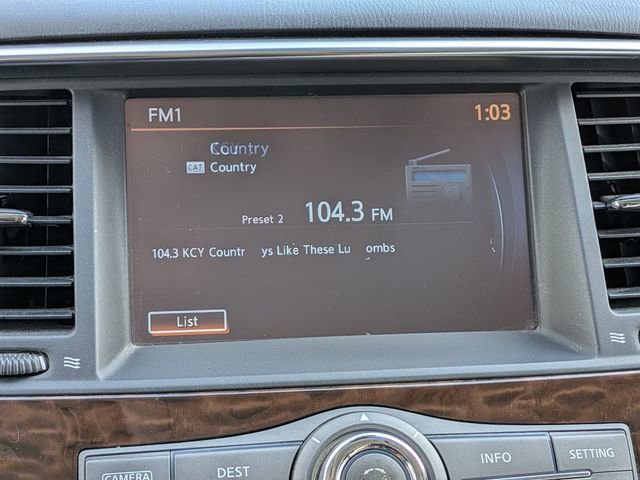 FM1 1:03
Country
CAT Country
Preset 2 104.3 FM
104.3 KCY Countr ys Like These Lu ombs
List
CAMERA DEST INFO SETTING